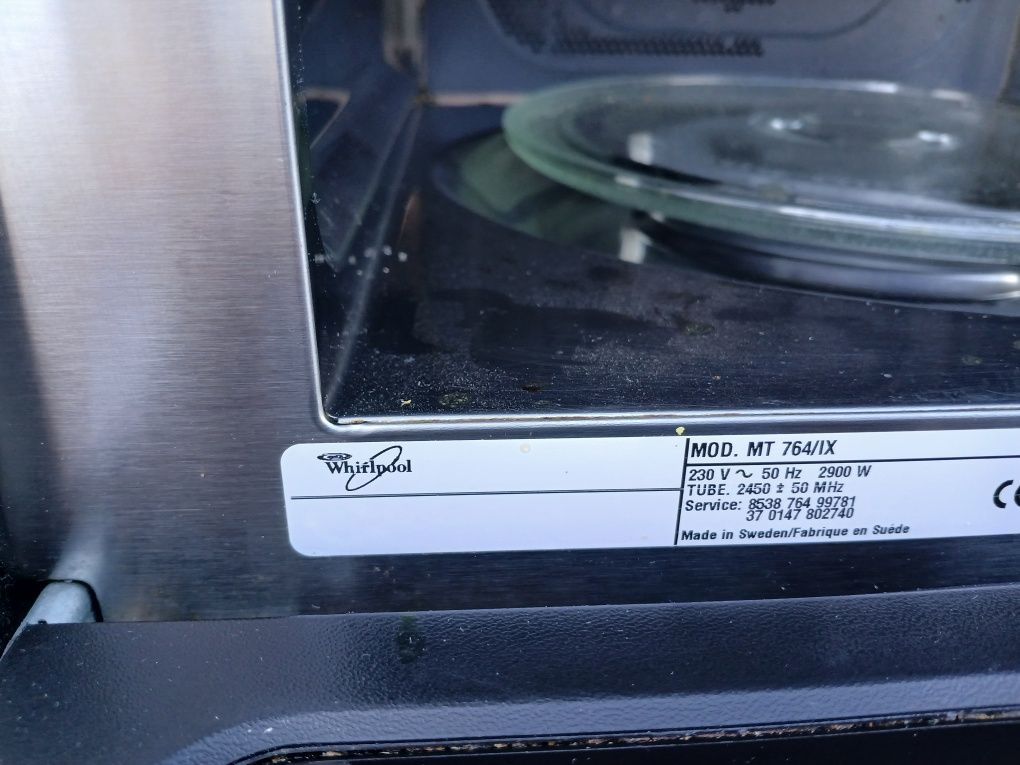 Whirlpool
MOD. MT 764/IX
230 V ~ 50 Hz 2900 W
TUBE. 2450 ± 50 MHz
Service: 8538 764 99781
37 0147 802740
Made in Sweden/Fabrique en Suéde
CE